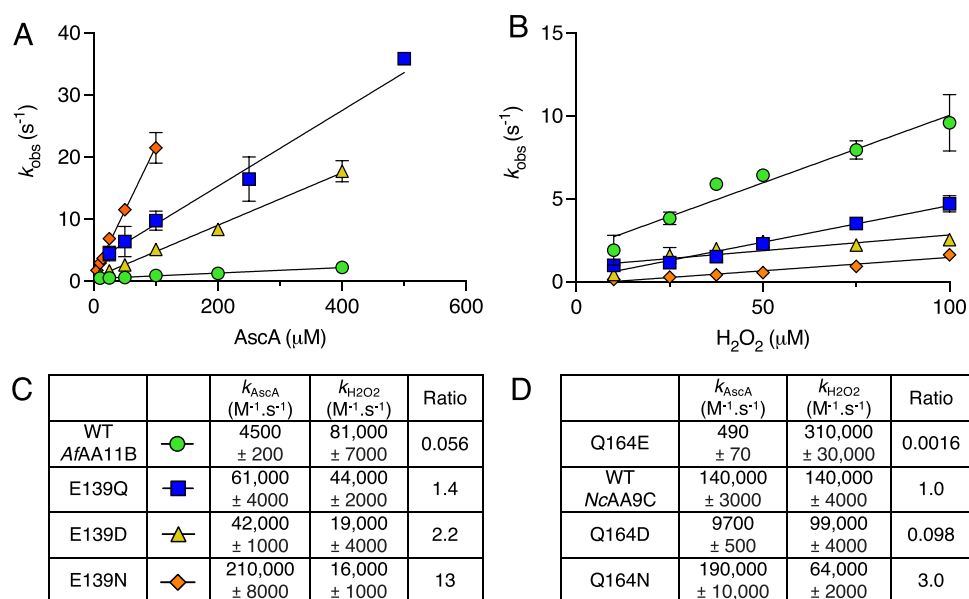 A
k_obs (s⁻¹)
40
30
20
10
0
0 200 400 600
AscA (μM)
B
k_obs (s⁻¹)
15
10
5
0
0 50 100
H₂O₂ (μM)
C
k_AscA (M⁻¹.s⁻¹) k_H2O2 (M⁻¹.s⁻¹) Ratio
WT AfAA11B 4500 ± 200 81,000 ± 7000 0.056
E139Q 61,000 ± 4000 44,000 ± 2000 1.4
E139D 42,000 ± 1000 19,000 ± 4000 2.2
E139N 210,000 ± 8000 16,000 ± 1000 13
D
k_AscA (M⁻¹.s⁻¹) k_H2O2 (M⁻¹.s⁻¹) Ratio
Q164E 490 ± 70 310,000 ± 30,000 0.0016
WT NcAA9C 140,000 ± 3000 140,000 ± 4000 1.0
Q164D 9700 ± 500 99,000 ± 4000 0.098
Q164N 190,000 ± 10,000 64,000 ± 2000 3.0